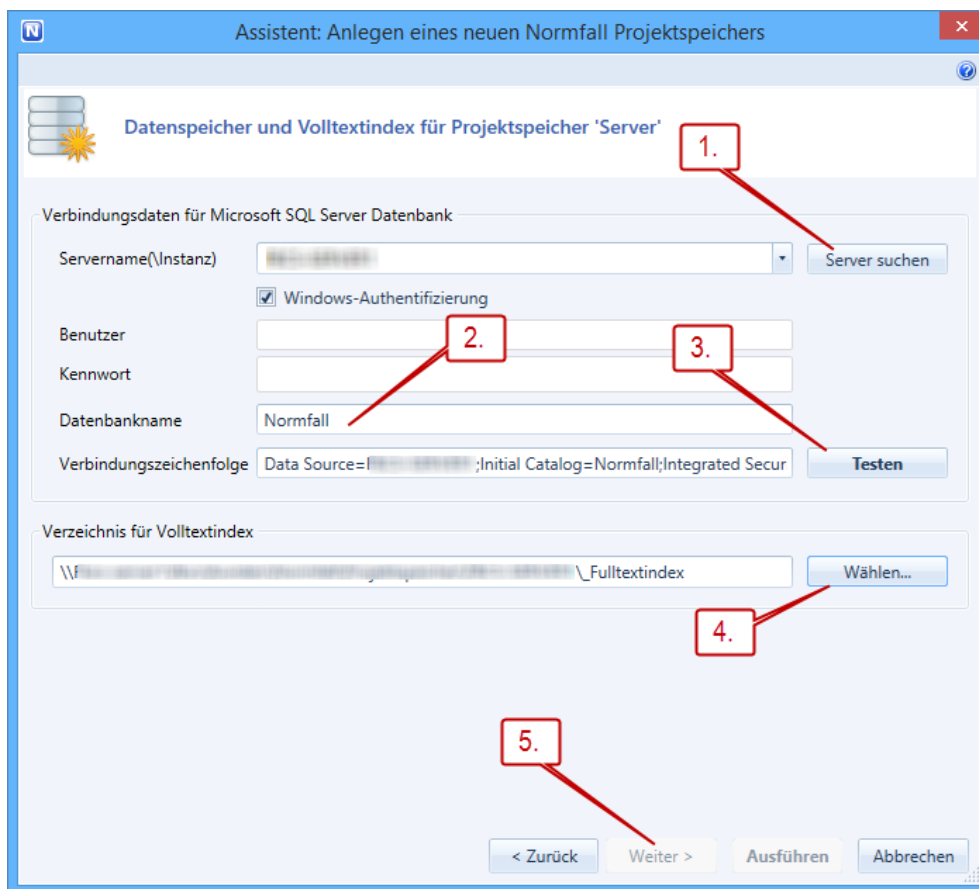 N
Assistent: Anlegen eines neuen Normfall Projektspeichers
Datenspeicher und Volltextindex für Projektspeicher 'Server'
1.
Verbindungsdaten für Microsoft SQL Server Datenbank
Servername(\Instanz)
Server suchen
Windows-Authentifizierung
Benutzer
2.
3.
Kennwort
Datenbankname Normfall
Verbindungszeichenfolge Data Source= ;Initial Catalog=Normfall;Integrated Secur Testen
Verzeichnis für Volltextindex
\\ \_Fulltextindex Wählen...
4.
5.
< Zurück Weiter > Ausführen Abbrechen